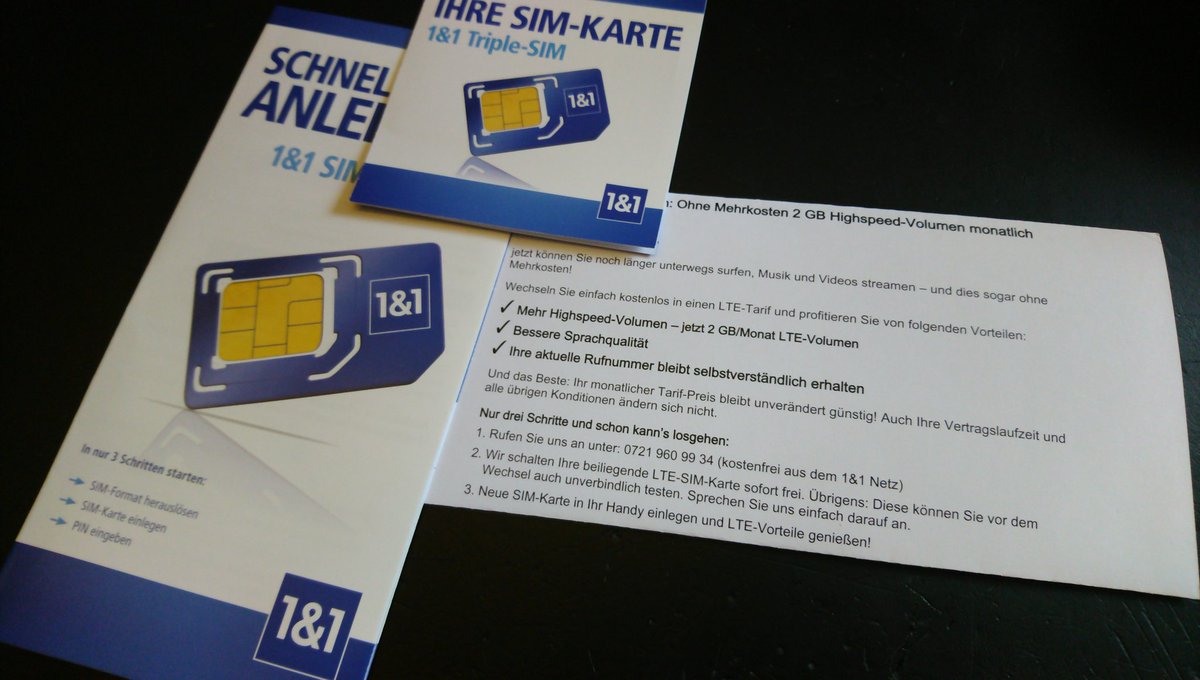 SCHNEL
ANLEI
1&1 SIM
1&1
In nur 3 Schritten starten:
SIM-Format herauslösen
SIM-Karte einlegen
PIN eingeben
1&1
IHRE SIM-KARTE
1&1 Triple-SIM
1&1
1&1
: Ohne Mehrkosten 2 GB Highspeed-Volumen monatlich
jetzt können Sie noch länger unterwegs surfen, Musik und Videos streamen – und dies sogar ohne
Mehrkosten!
Wechseln Sie einfach kostenlos in einen LTE-Tarif und profitieren Sie von folgenden Vorteilen:
✓ Mehr Highspeed-Volumen – jetzt 2 GB/Monat LTE-Volumen
✓ Bessere Sprachqualität
✓ Ihre aktuelle Rufnummer bleibt selbstverständlich erhalten
Und das Beste: Ihr monatlicher Tarif-Preis bleibt unverändert günstig! Auch Ihre Vertragslaufzeit und
alle übrigen Konditionen ändern sich nicht.
Nur drei Schritte und schon kann's losgehen:
1. Rufen Sie uns an unter: 0721 960 99 34 (kostenfrei aus dem 1&1 Netz)
2. Wir schalten Ihre beiliegende LTE-SIM-Karte sofort frei. Übrigens: Diese können Sie vor dem
Wechsel auch unverbindlich testen. Sprechen Sie uns einfach darauf an.
3. Neue SIM-Karte in Ihr Handy einlegen und LTE-Vorteile genießen!